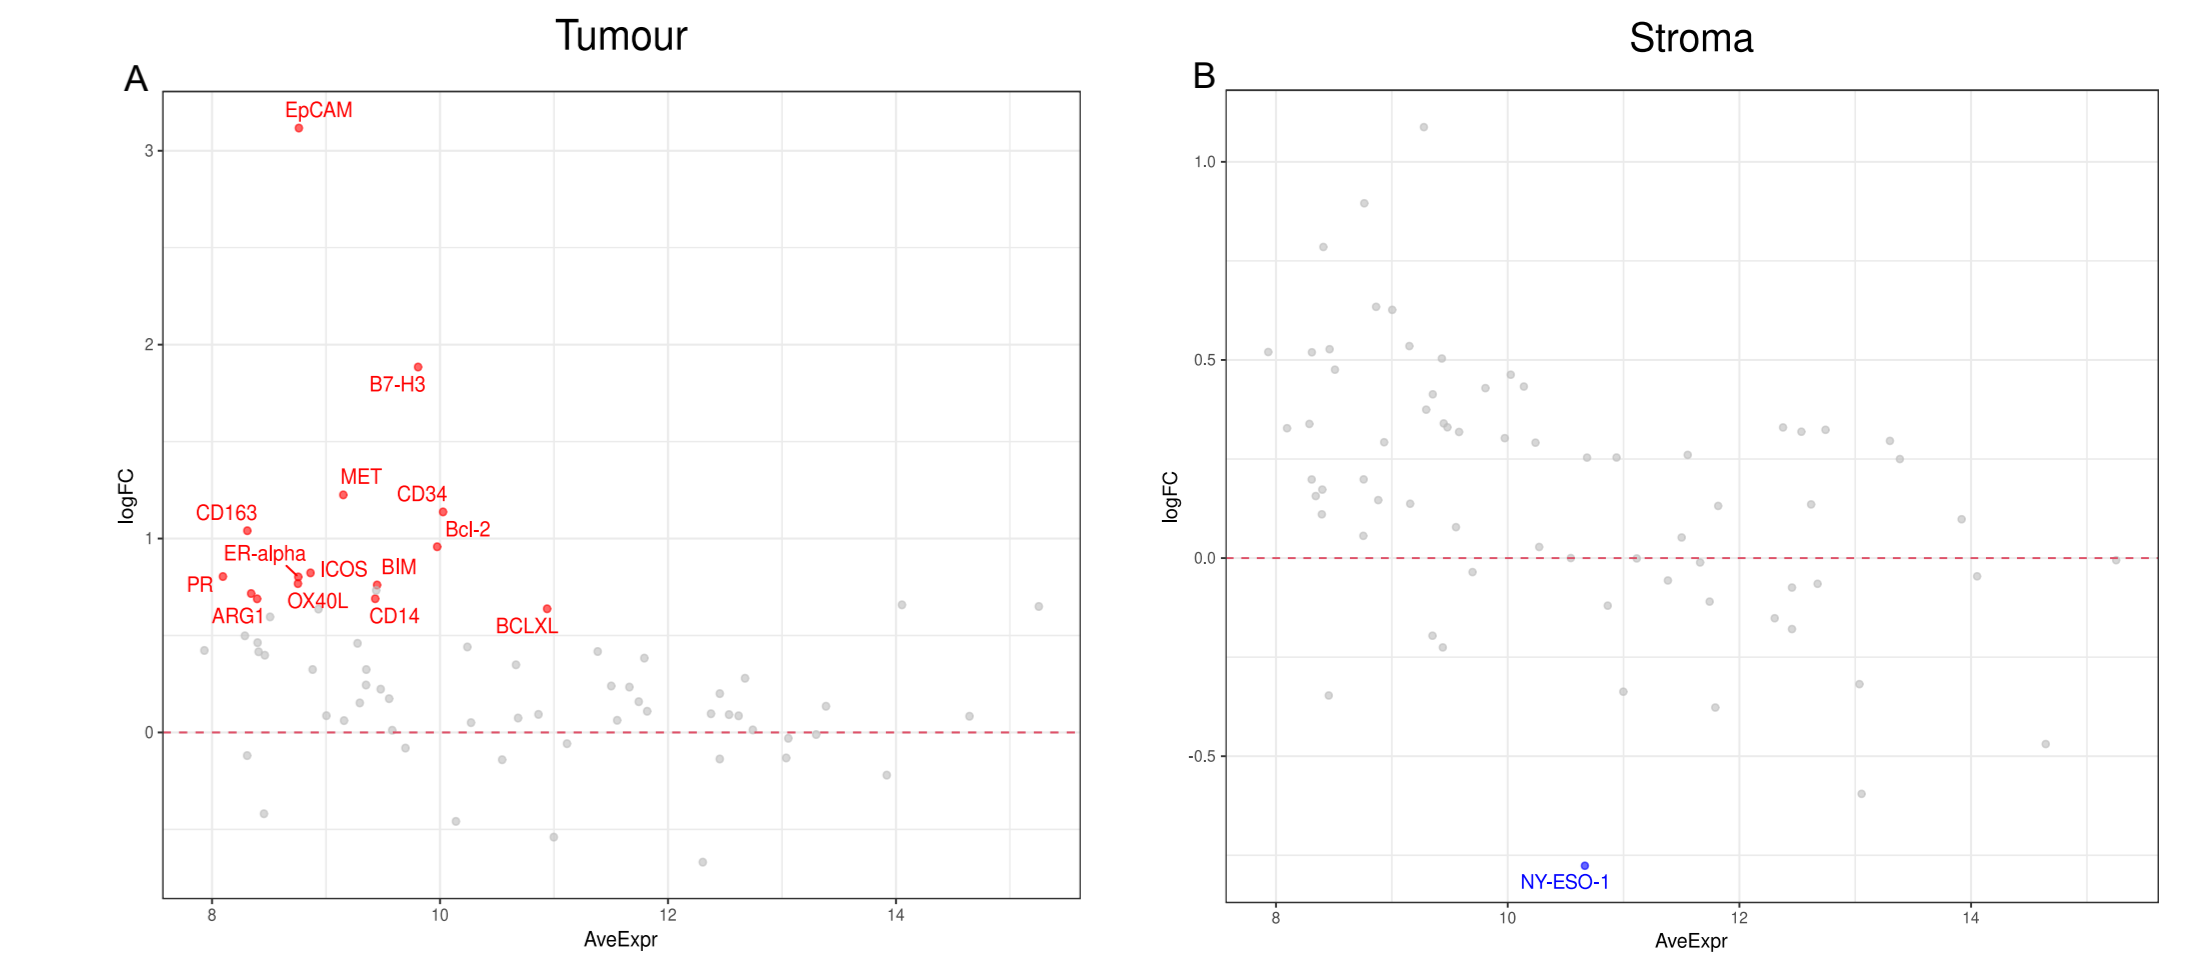 Tumour
Stroma
A
B
EpCAM
3
2
B7-H3
MET
CD34
CD163
Bcl-2
1
ER-alpha
ICOS
BIM
PR
OX40L
ARG1
CD14
BCLXL
0
logFC
8
10
12
14
AveExpr
1.0
0.5
0.0
-0.5
logFC
NY-ESO-1
8
10
12
14
AveExpr